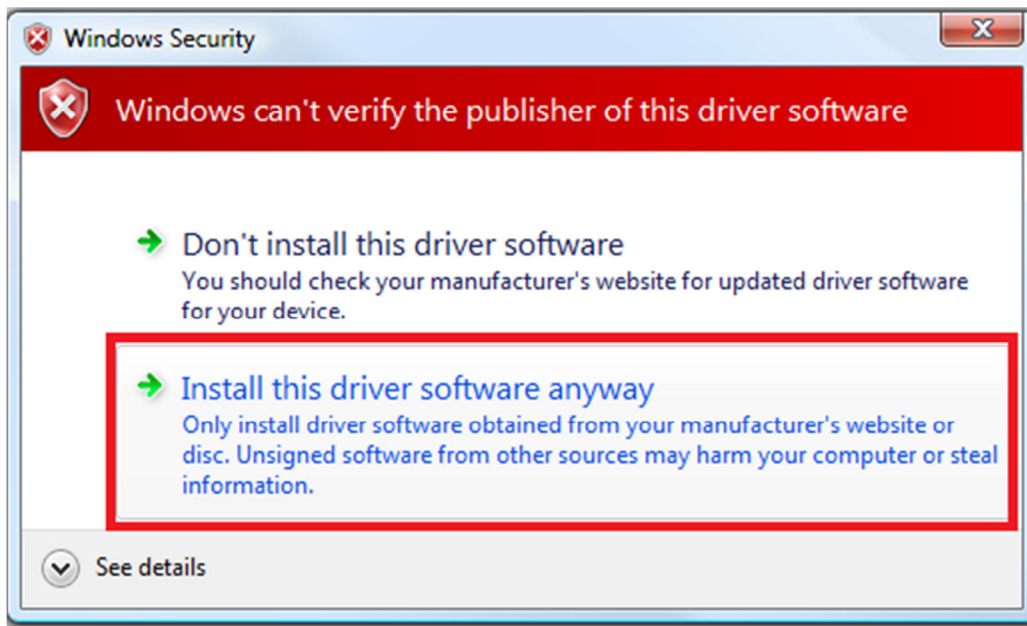 Windows Security
Windows can't verify the publisher of this driver software
Don't install this driver software
You should check your manufacturer's website for updated driver software
for your device.
Install this driver software anyway
Only install driver software obtained from your manufacturer's website or
disc. Unsigned software from other sources may harm your computer or steal
information.
See details